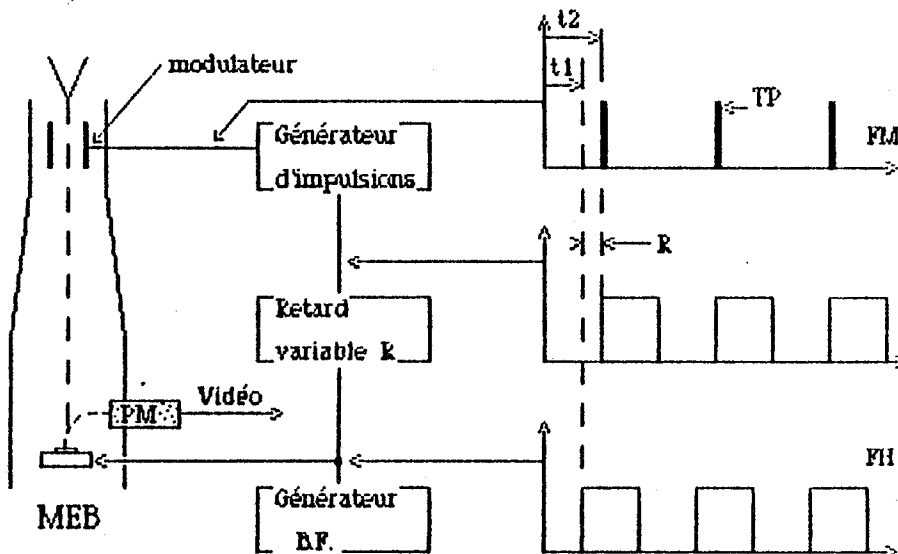 t2
modulateur
t1
TP
Générateur
d'impulsions
FM
R
Retard
variable R
Vidéo
PM
FH
Générateur
B.F.
MEB